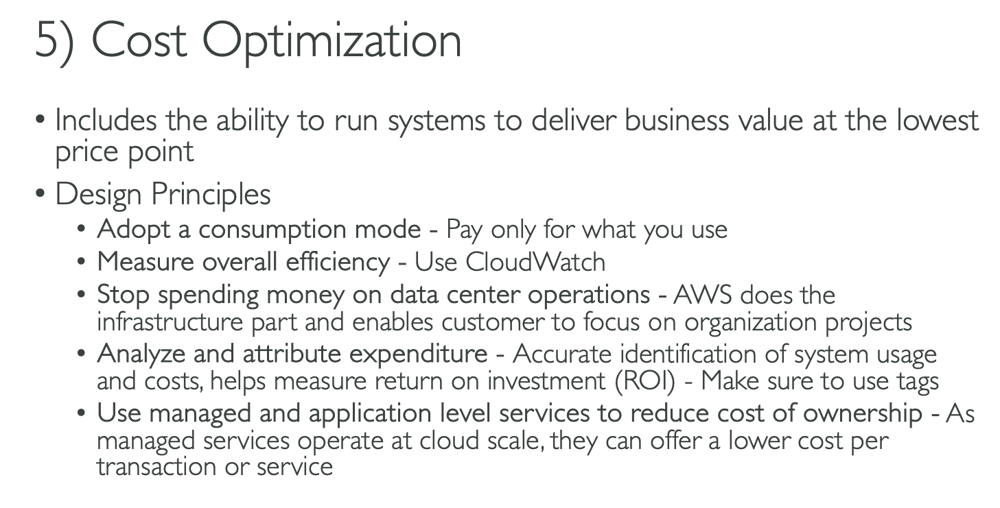 5) Cost Optimization
• Includes the ability to run systems to deliver business value at the lowest
price point
• Design Principles
• Adopt a consumption mode - Pay only for what you use
• Measure overall efficiency - Use CloudWatch
• Stop spending money on data center operations - AWS does the
infrastructure part and enables customer to focus on organization projects
• Analyze and attribute expenditure - Accurate identification of system usage
and costs, helps measure return on investment (ROI) - Make sure to use tags
• Use managed and application level services to reduce cost of ownership - As
managed services operate at cloud scale, they can offer a lower cost per
transaction or service